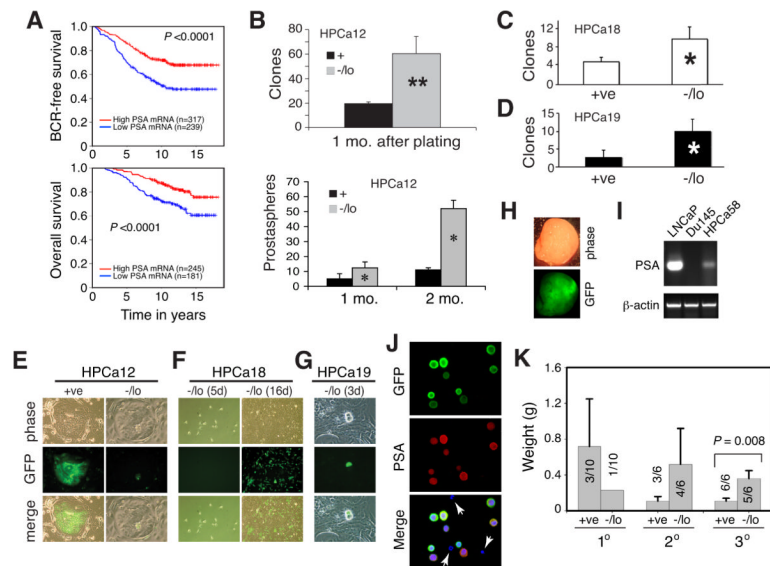 A
P <0.0001
BCR-free survival
1.0
0.8
0.6
0.4
0.2
0.0
High PSA mRNA (n=317)
Low PSA mRNA (n=239)
0 5 10 15
Overall survival
1.0
0.8
0.6
0.4
0.2
0.0
P <0.0001
High PSA mRNA (n=245)
Low PSA mRNA (n=181)
0 5 10 15
Time in years
B
HPCa12
+
-/lo
Clones
80
60
40
20
0
**
1 mo. after plating
HPCa12
+
-/lo
Prostaspheres
60
50
40
30
20
10
0
*
*
1 mo. 2 mo.
C
HPCa18
Clones
15
10
5
0
*
+ve -/lo
D
HPCa19
Clones
15
12
9
6
3
0
*
+ve -/lo
H
phase
GFP
I
LNCaP
Du145
HPCa58
PSA
β-actin
E
HPCa12
+ve -/lo
phase
GFP
merge
F
HPCa18
-/lo (5d) -/lo (16d)
G
HPCa19
-/lo (3d)
J
GFP
PSA
Merge
K
Weight (g)
1.6
1.2
0.8
0.4
0
3/10
1/10
3/6
4/6
P = 0.008
6/6
5/6
+ve -/lo +ve -/lo +ve -/lo
1° 2° 3°